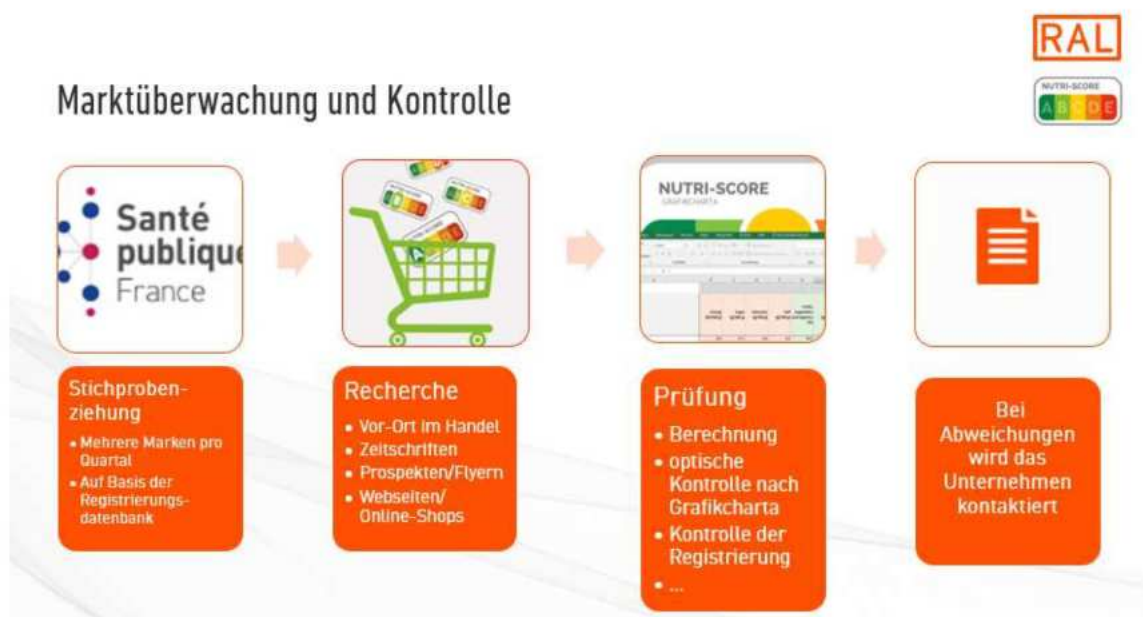 RAL
NUTRI-SCORE
A B C D E
Marktüberwachung und Kontrolle
Santé
publique
France
NUTRI-SCORE
GRAFIKCHARTA
Stichproben-
ziehung
• Mehrere Marken pro
Quartal
• Auf Basis der
Registrierungs-
datenbank
Recherche
• Vor-Ort im Handel
• Zeitschriften
• Prospekten/Flyern
• Webseiten/
Online-Shops
Prüfung
• Berechnung
• optische
Kontrolle nach
Grafikcharta
• Kontrolle der
Registrierung
• ...
Bei
Abweichungen
wird das
Unternehmen
kontaktiert